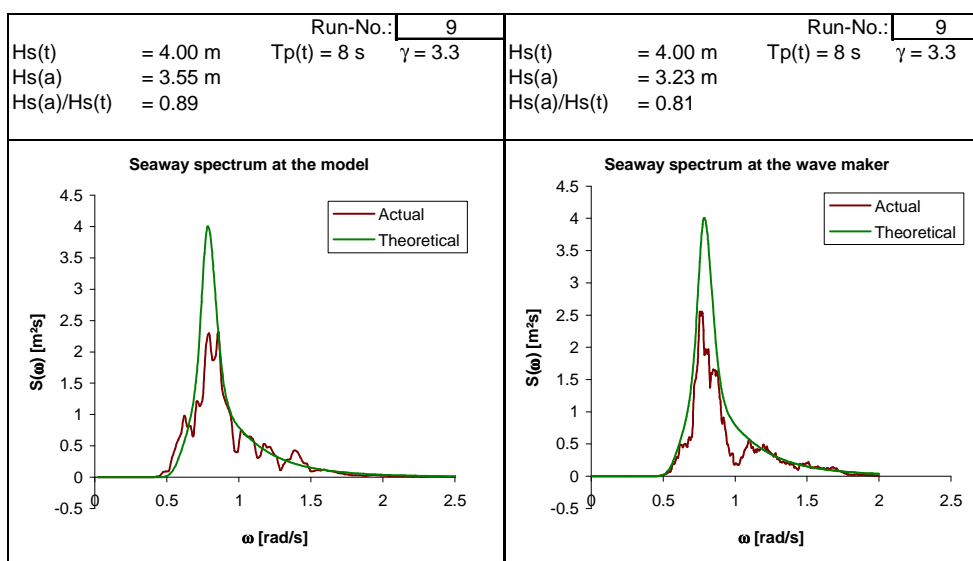 Run-No.: 9
Hs(t) = 4.00 m Tp(t) = 8 s γ = 3.3
Hs(a) = 3.55 m
Hs(a)/Hs(t) = 0.89
Seaway spectrum at the model
4.5
4
3.5
3
2.5
2
1.5
1
0.5
0
-0.5
S(ω) [m²s]
Actual
Theoretical
0 0.5 1 1.5 2 2.5
ω [rad/s]
Run-No.: 9
Hs(t) = 4.00 m Tp(t) = 8 s γ = 3.3
Hs(a) = 3.23 m
Hs(a)/Hs(t) = 0.81
Seaway spectrum at the wave maker
4.5
4
3.5
3
2.5
2
1.5
1
0.5
0
-0.5
S(ω) [m²s]
Actual
Theoretical
0 0.5 1 1.5 2 2.5
ω [rad/s]